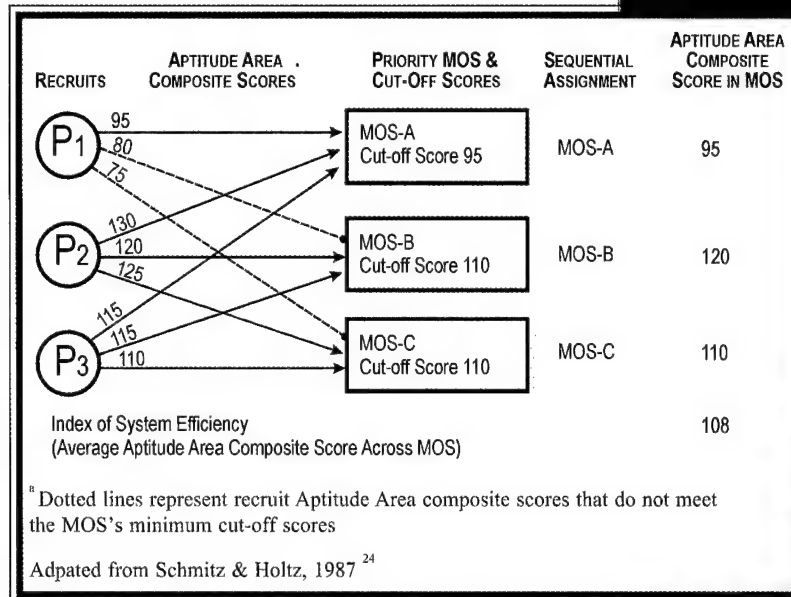 RECRUITS
APTITUDE AREA .
COMPOSITE SCORES
PRIORITY MOS &
CUT-OFF SCORES
SEQUENTIAL
ASSIGNMENT
APTITUDE AREA
COMPOSITE
SCORE IN MOS
P1
95
80
75
MOS-A
Cut-off Score 95
MOS-A
95
P2
130
120
125
MOS-B
Cut-off Score 110
MOS-B
120
P3
115
115
110
MOS-C
Cut-off Score 110
MOS-C
110
Index of System Efficiency
(Average Aptitude Area Composite Score Across MOS)
108
a Dotted lines represent recruit Aptitude Area composite scores that do not meet
the MOS's minimum cut-off scores
Adpated from Schmitz & Holtz, 1987 24